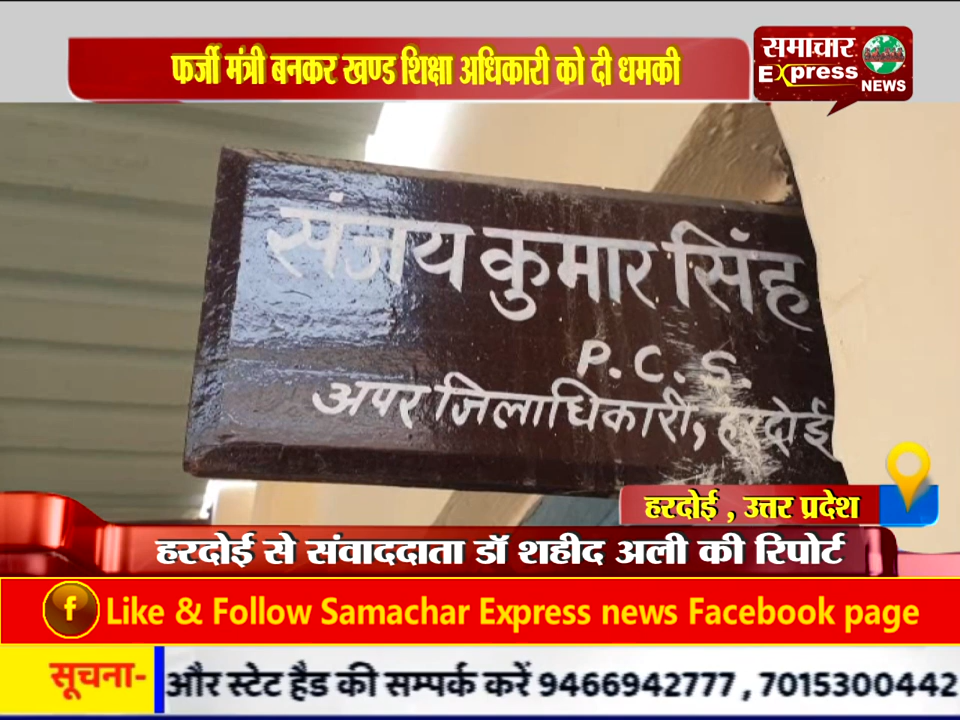 फर्जी मंत्री बनकर खण्ड शिक्षा अधिकारी को दी धमकी
समाचार
Express
NEWS
संजय कुमार सिंह
P.C.S.
अपर जिलाधिकारी, हरदोई
हरदोई , उत्तर प्रदेश
हरदोई से संवाददाता डॉ शहीद अली की रिपोर्ट
f Like & Follow Samachar Express news Facebook page
सूचना- और स्टेट हैड की सम्पर्क करें 9466942777 , 7015300442